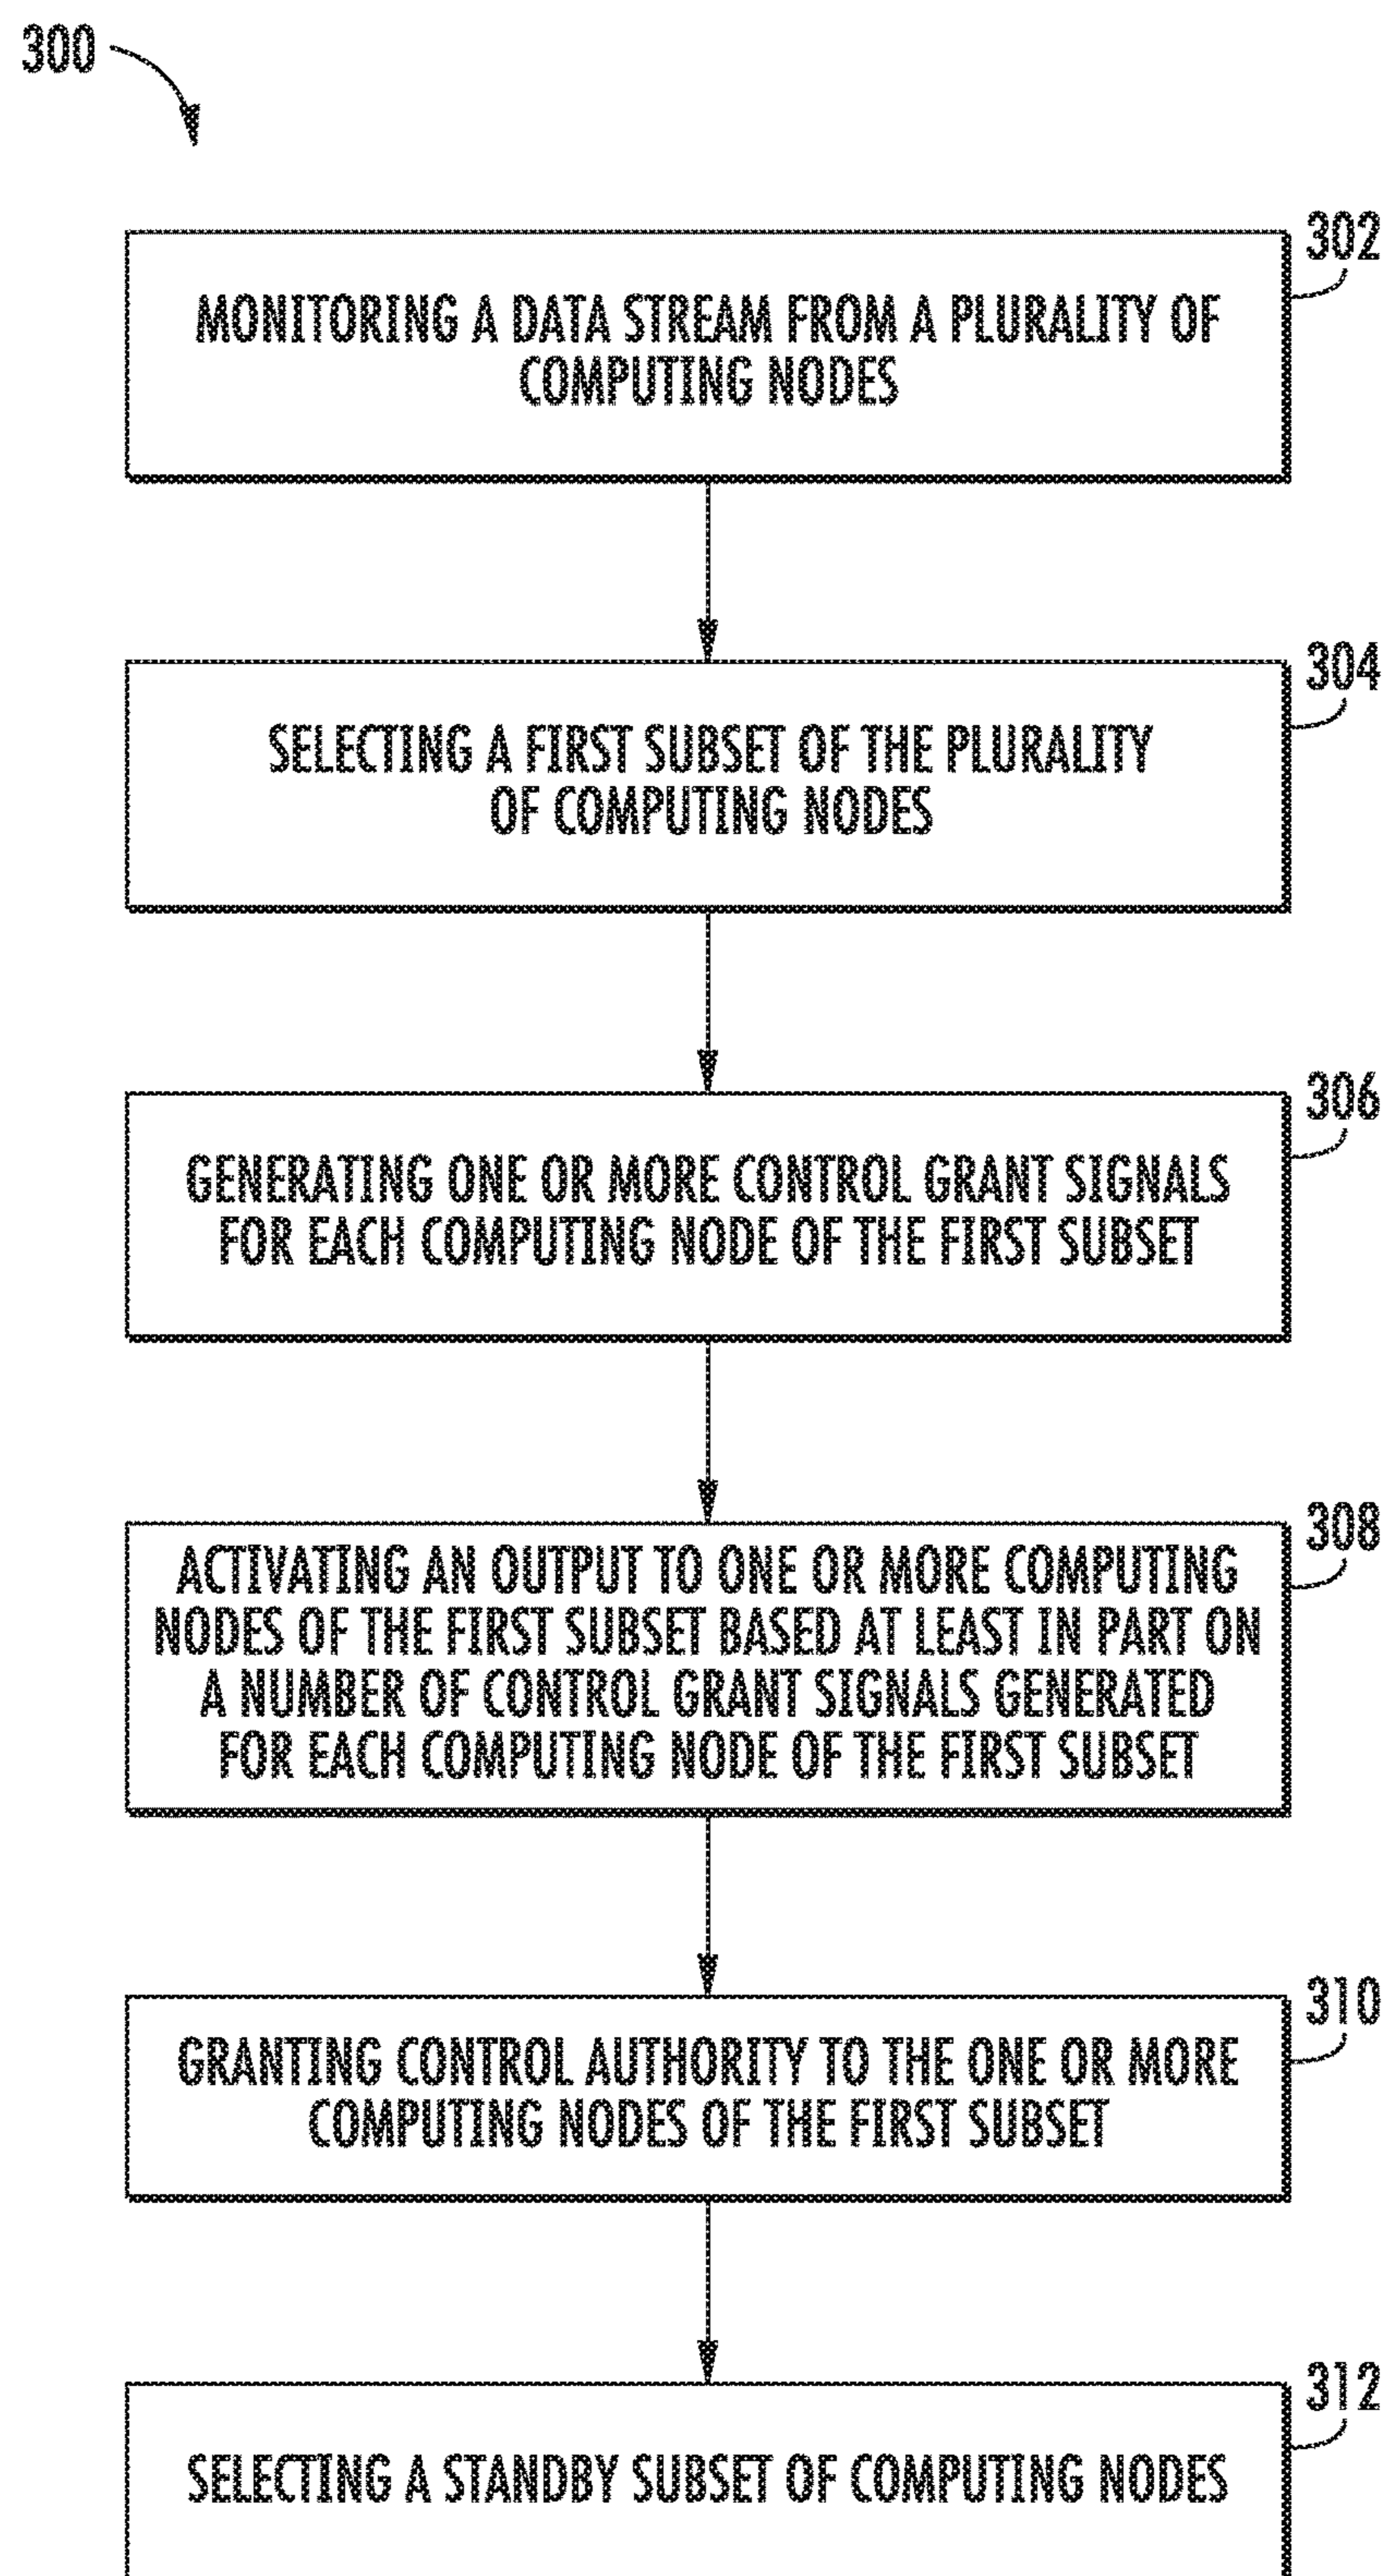 300
302
MONITORING A DATA STREAM FROM A PLURALITY OF
COMPUTING NODES
304
SELECTING A FIRST SUBSET OF THE PLURALITY
OF COMPUTING NODES
306
GENERATING ONE OR MORE CONTROL GRANT SIGNALS
FOR EACH COMPUTING NODE OF THE FIRST SUBSET
308
ACTIVATING AN OUTPUT TO ONE OR MORE COMPUTING
NODES OF THE FIRST SUBSET BASED AT LEAST IN PART ON
A NUMBER OF CONTROL GRANT SIGNALS GENERATED
FOR EACH COMPUTING NODE OF THE FIRST SUBSET
310
GRANTING CONTROL AUTHORITY TO THE ONE OR MORE
COMPUTING NODES OF THE FIRST SUBSET
312
SELECTING A STANDBY SUBSET OF COMPUTING NODES